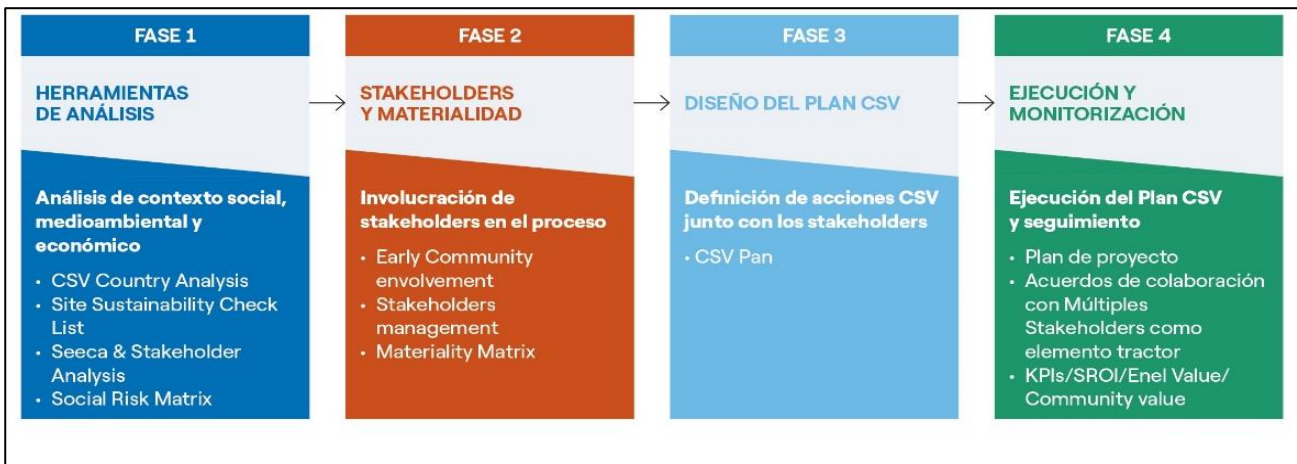 FASE 1
HERRAMIENTAS
DE ANÁLISIS
Análisis de contexto social,
medioambiental y
económico
• CSV Country Analysis
• Site Sustainability Check
List
• Seeca & Stakeholder
Analysis
• Social Risk Matrix
FASE 2
STAKEHOLDERS
Y MATERIALIDAD
Involucración de
stakeholders en el proceso
• Early Community
envolvement
• Stakeholders
management
• Materiality Matrix
FASE 3
DISEÑO DEL PLAN CSV
Definición de acciones CSV
junto con los stakeholders
• CSV Pan
FASE 4
EJECUCIÓN Y
MONITORIZACIÓN
Ejecución del Plan CSV
y seguimiento
• Plan de proyecto
• Acuerdos de colaboración
con Múltiples
Stakeholders como
elemento tractor
• KPIs/SROI/Enel Value/
Community value